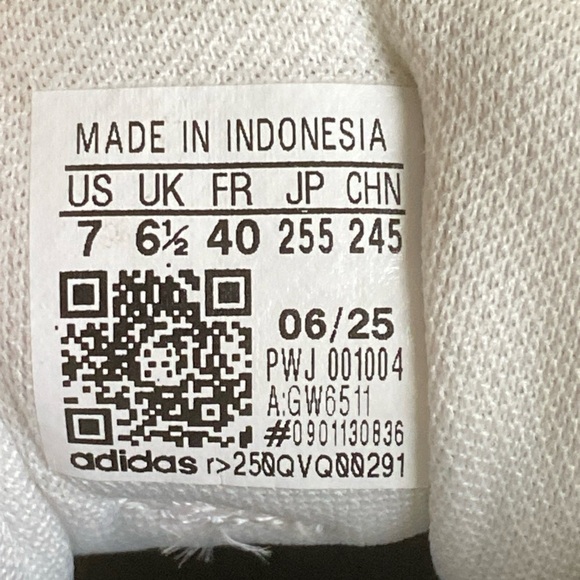 MADE IN INDONESIA
US UK FR JP CHN
7 6½ 40 255 245
06/25
PWJ 001004
A:GW6511
#0901130836
adidas r>250QVQ00291